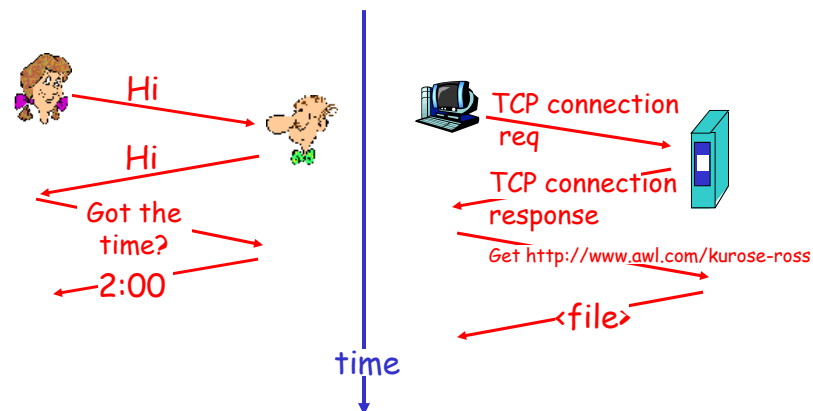 Hi
Hi
Got the
time?
2:00
TCP connection
req
TCP connection
response
Get http://www.awl.com/kurose-ross
<file>
time